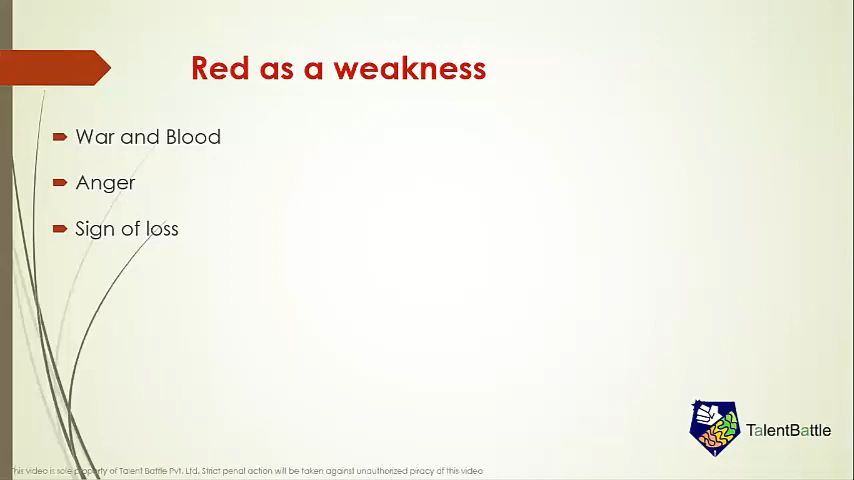 Red as a weakness
War and Blood
Anger
Sign of loss
TalentBattle
This video is sole property of Talent Battle Pvt. Ltd. Strict penal action will be taken against unauthorized piracy of this video